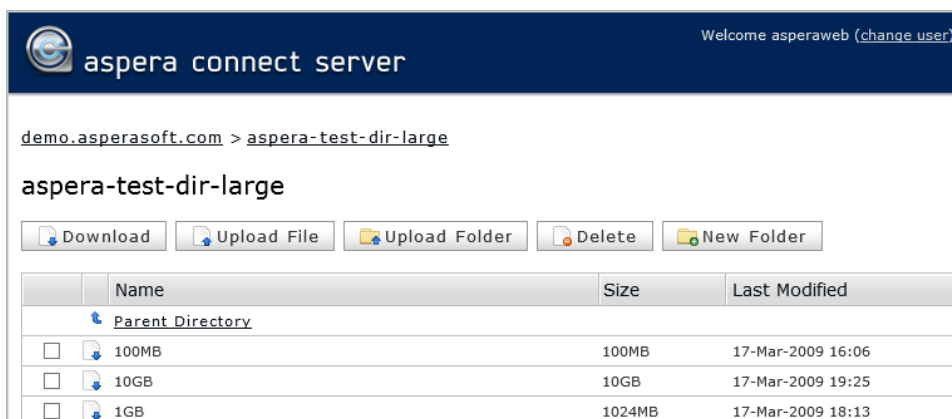 Welcome asperaweb (change user)
aspera connect server
demo.asperasoft.com > aspera-test-dir-large
aspera-test-dir-large
Download Upload File Upload Folder Delete New Folder
Name Size Last Modified
Parent Directory
100MB 100MB 17-Mar-2009 16:06
10GB 10GB 17-Mar-2009 19:25
1GB 1024MB 17-Mar-2009 18:13